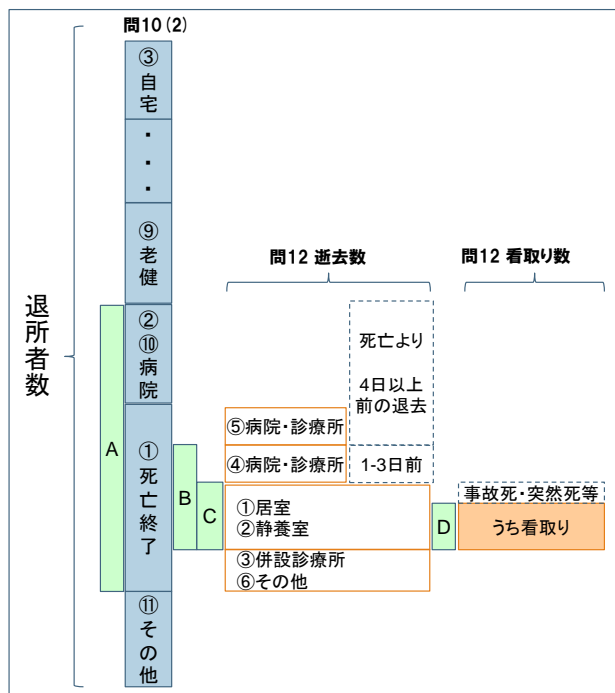 問10(2)
③自宅
・・・
⑨老健
問12 逝去数
問12 看取り数
退所者数
②⑩病院
死亡より
4日以上
前の退去
A
①死亡終了
⑤病院・診療所
④病院・診療所
1-3日前
B
C
①居室
②静養室
D
事故死・突然死等
うち看取り
③併設診療所
⑥その他
⑪その他